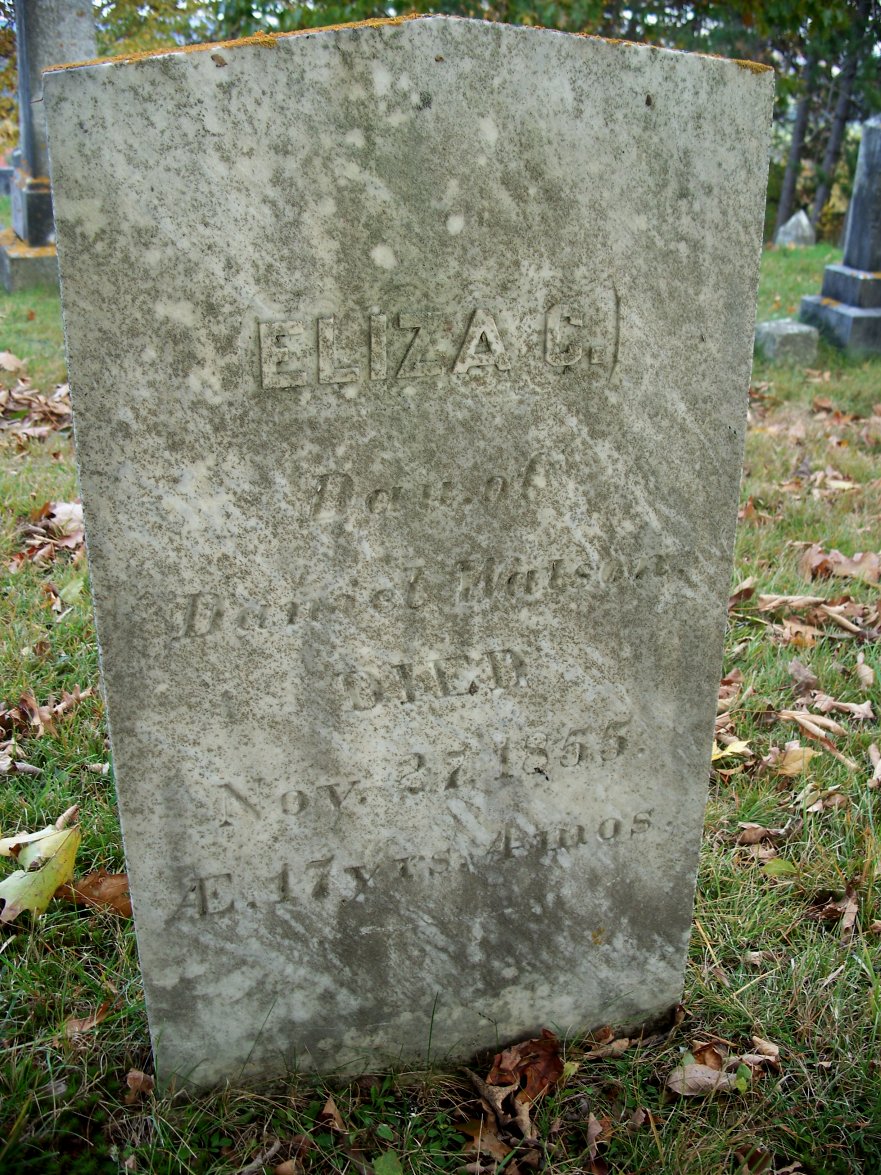 ELIZA C.
Dau. of
Daniel Watson.
DIED
Nov. 27, 1855.
Æ. 17 yrs. 4 mos.